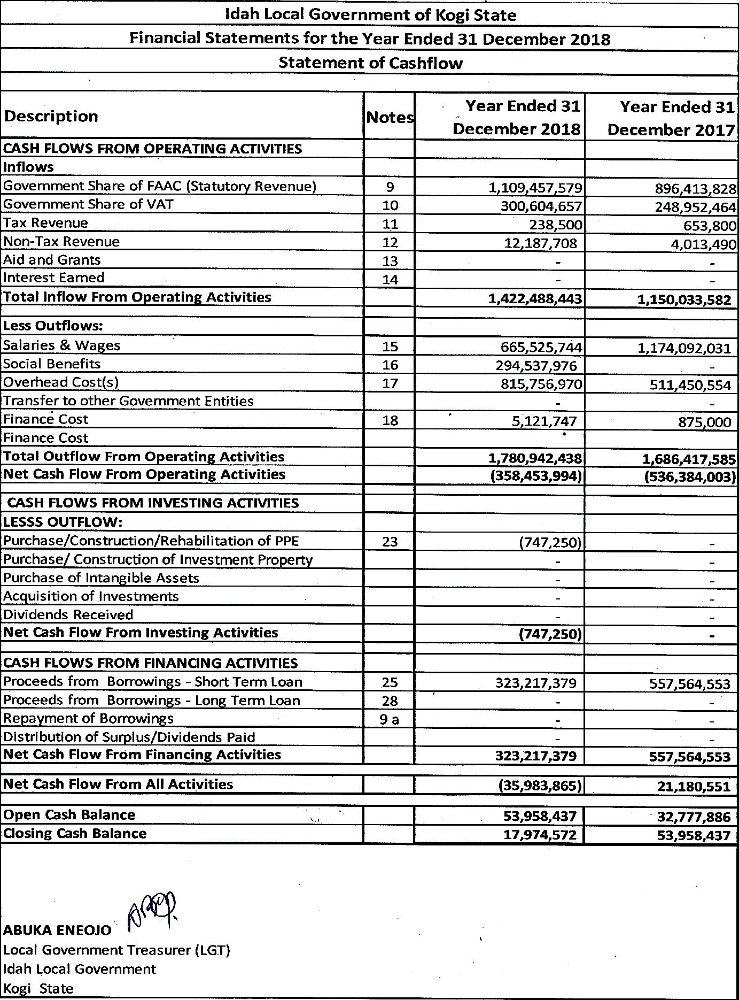 Idah Local Government of Kogi State
Financial Statements for the Year Ended 31 December 2018
Statement of Cashflow
Description Notes Year Ended 31 December 2018 Year Ended 31 December 2017
CASH FLOWS FROM OPERATING ACTIVITIES
Inflows
Government Share of FAAC (Statutory Revenue) 9 1,109,457,579 896,413,828
Government Share of VAT 10 300,604,657 248,952,464
Tax Revenue 11 238,500 653,800
Non-Tax Revenue 12 12,187,708 4,013,490
Aid and Grants 13 - -
Interest Earned 14 - -
Total Inflow From Operating Activities 1,422,488,443 1,150,033,582
Less Outflows:
Salaries & Wages 15 665,525,744 1,174,092,031
Social Benefits 16 294,537,976 -
Overhead Cost(s) 17 815,756,970 511,450,554
Transfer to other Government Entities - -
Finance Cost 18 5,121,747 875,000
Finance Cost
Total Outflow From Operating Activities 1,780,942,438 1,686,417,585
Net Cash Flow From Operating Activities (358,453,994) (536,384,003)
CASH FLOWS FROM INVESTING ACTIVITIES
LESSS OUTFLOW:
Purchase/Construction/Rehabilitation of PPE 23 (747,250) -
Purchase/ Construction of Investment Property - -
Purchase of Intangible Assets - -
Acquisition of Investments - -
Dividends Received - -
Net Cash Flow From Investing Activities (747,250) -
CASH FLOWS FROM FINANCING ACTIVITIES
Proceeds from Borrowings - Short Term Loan 25 323,217,379 557,564,553
Proceeds from Borrowings - Long Term Loan 28 - -
Repayment of Borrowings 9 a - -
Distribution of Surplus/Dividends Paid - -
Net Cash Flow From Financing Activities 323,217,379 557,564,553
Net Cash Flow From All Activities (35,983,865) 21,180,551
Open Cash Balance 53,958,437 32,777,886
Closing Cash Balance 17,974,572 53,958,437
ABUKA ENEOJO
Local Government Treasurer (LGT)
Idah Local Government
Kogi State